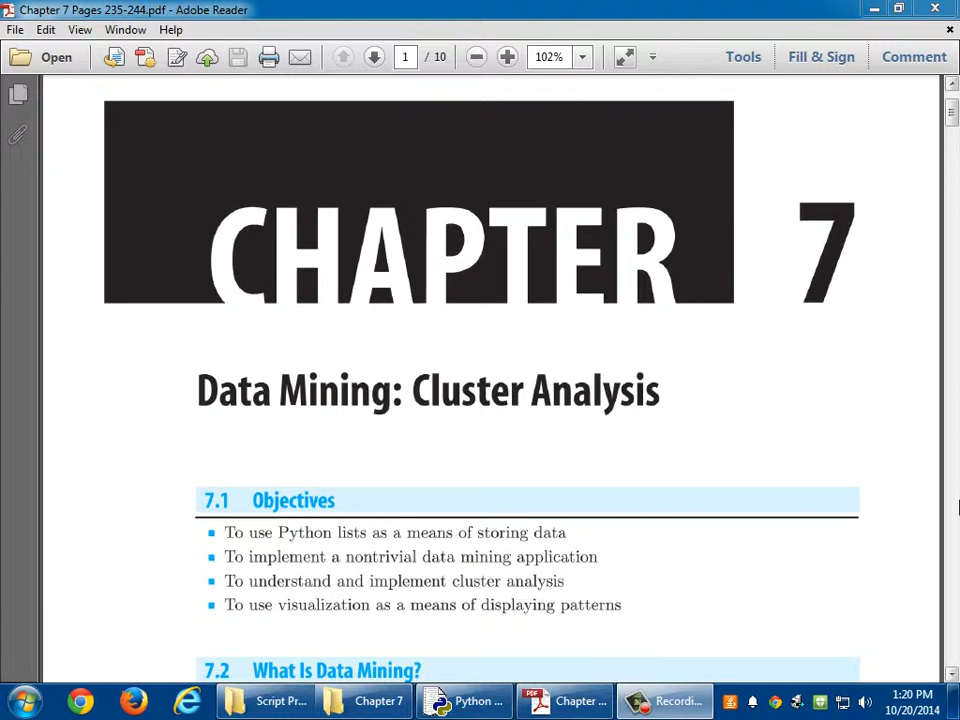 Chapter 7 Pages 235-244.pdf - Adobe Reader
File Edit View Window Help
Open 1 / 10 102% Tools Fill & Sign Comment
CHAPTER 7
Data Mining: Cluster Analysis
7.1 Objectives
To use Python lists as a means of storing data
To implement a nontrivial data mining application
To understand and implement cluster analysis
To use visualization as a means of displaying patterns
7.2 What Is Data Mining?
Script Pr... Chapter 7 Python ... Chapter ... Recordi... 1:20 PM
10/20/2014